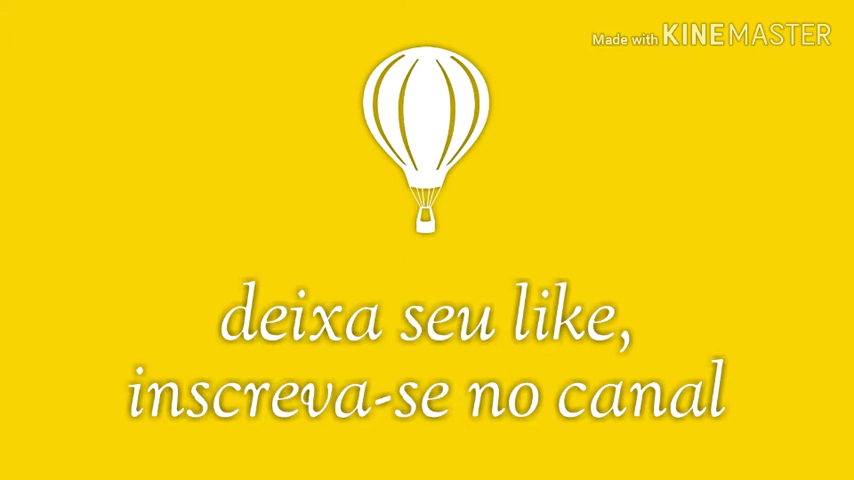 Made with KINEMASTER
deixa seu like,
inscreva-se no canal